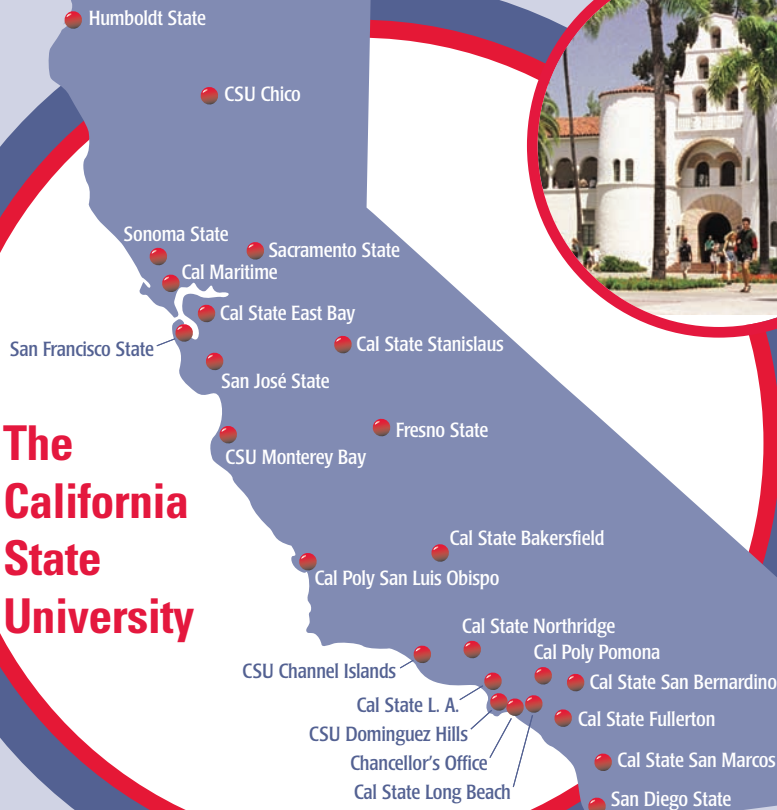 Humboldt State
CSU Chico
Sonoma State
Sacramento State
Cal Maritime
Cal State East Bay
San Francisco State
Cal State Stanislaus
San José State
Fresno State
CSU Monterey Bay
The
California
State
University
Cal State Bakersfield
Cal Poly San Luis Obispo
Cal State Northridge
Cal Poly Pomona
CSU Channel Islands
Cal State San Bernardino
Cal State L. A.
Cal State Fullerton
CSU Dominguez Hills
Chancellor's Office
Cal State San Marcos
Cal State Long Beach
San Diego State